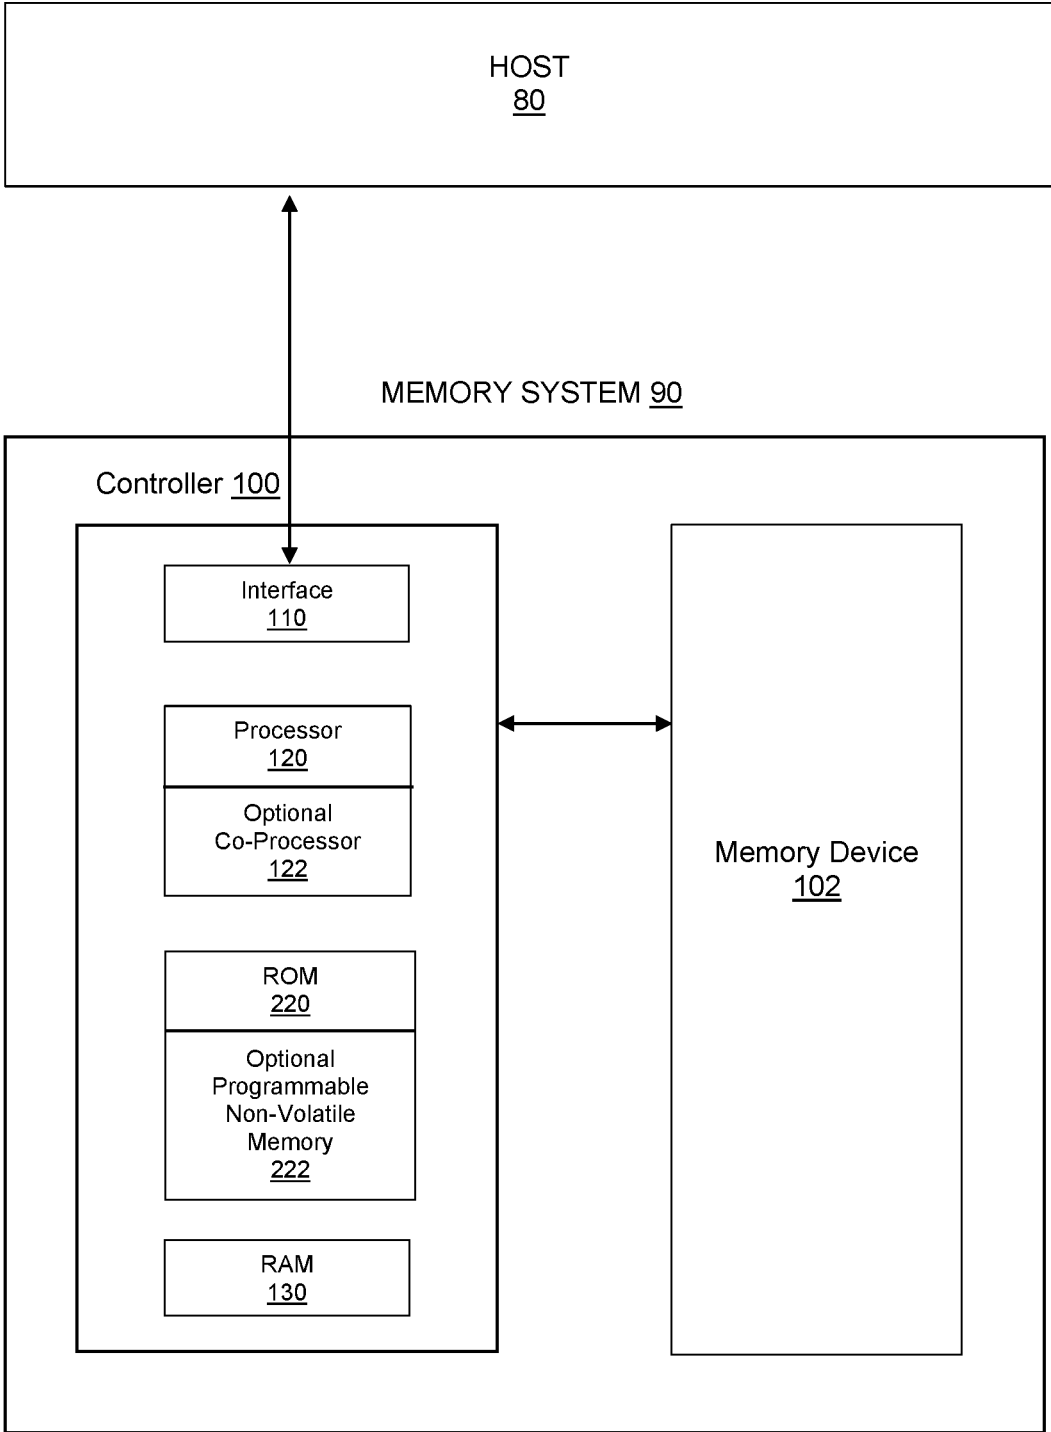 HOST
80
MEMORY SYSTEM 90
Controller 100
Interface
110
Processor
120
Optional
Co-Processor
122
ROM
220
Optional
Programmable
Non-Volatile
Memory
222
RAM
130
Memory Device
102